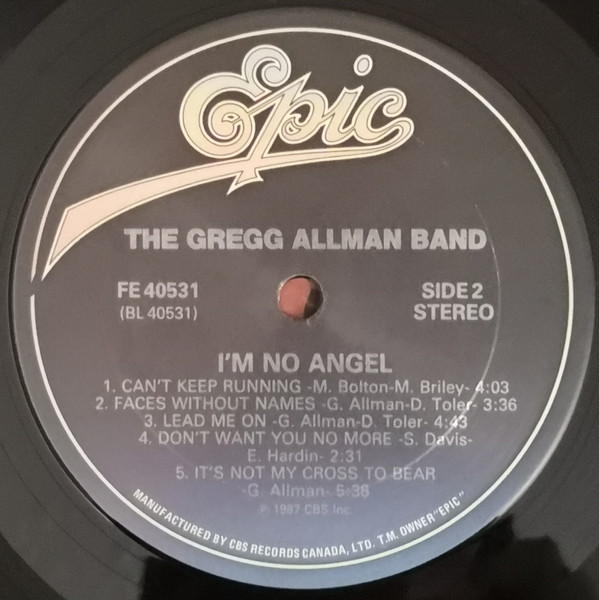 Epic
THE GREGG ALLMAN BAND
FE 40531
(BL 40531)
SIDE 2
STEREO
I'M NO ANGEL
1. CAN'T KEEP RUNNING -M. Bolton-M. Briley- 4:03
2. FACES WITHOUT NAMES -G. Allman-D. Toler- 3:36
3. LEAD ME ON -G. Allman-D. Toler- 4:43
4. DON'T WANT YOU NO MORE -S. Davis-
E. Hardin- 2:31
5. IT'S NOT MY CROSS TO BEAR
-G. Allman- 5:36
℗ 1987 CBS Inc.
MANUFACTURED BY CBS RECORDS CANADA, LTD. T.M. OWNER "EPIC"